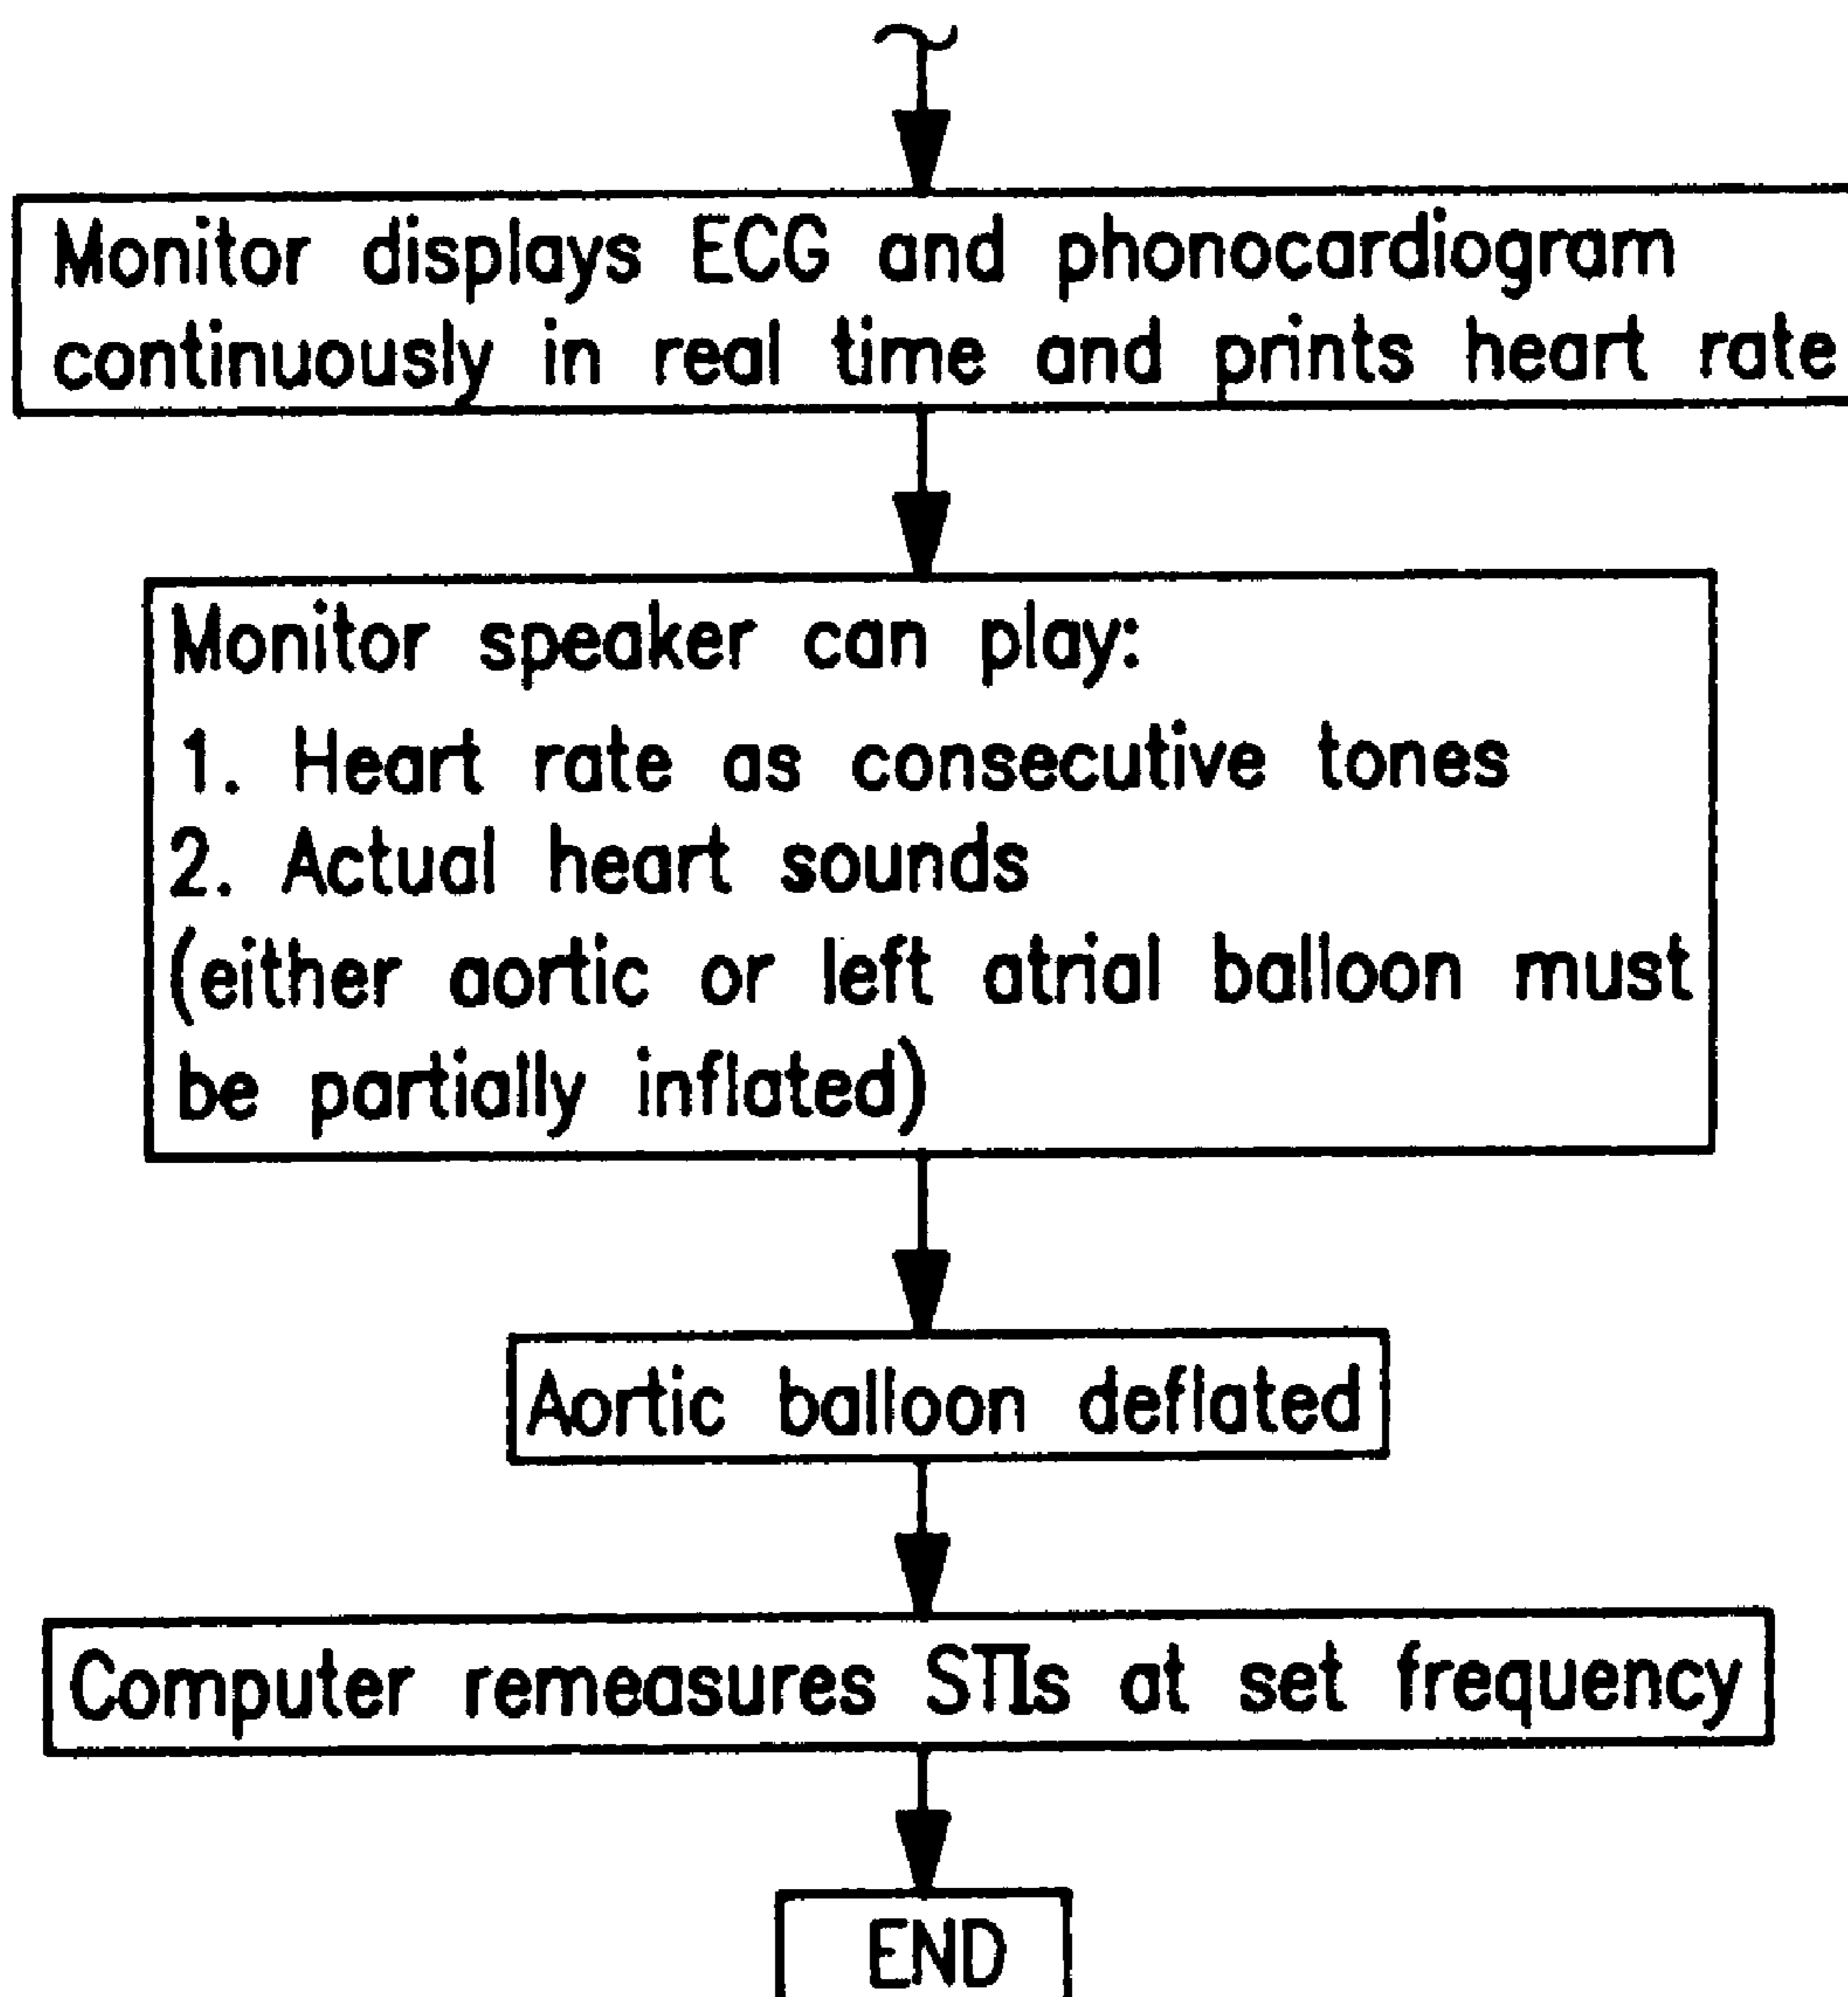 Monitor displays ECG and phonocardiogram
continuously in real time and prints heart rate
Monitor speaker can play:
1. Heart rate as consecutive tones
2. Actual heart sounds
(either aortic or left atrial balloon must
be partially inflated)
Aortic balloon deflated
Computer remeasures STIs at set frequency
END